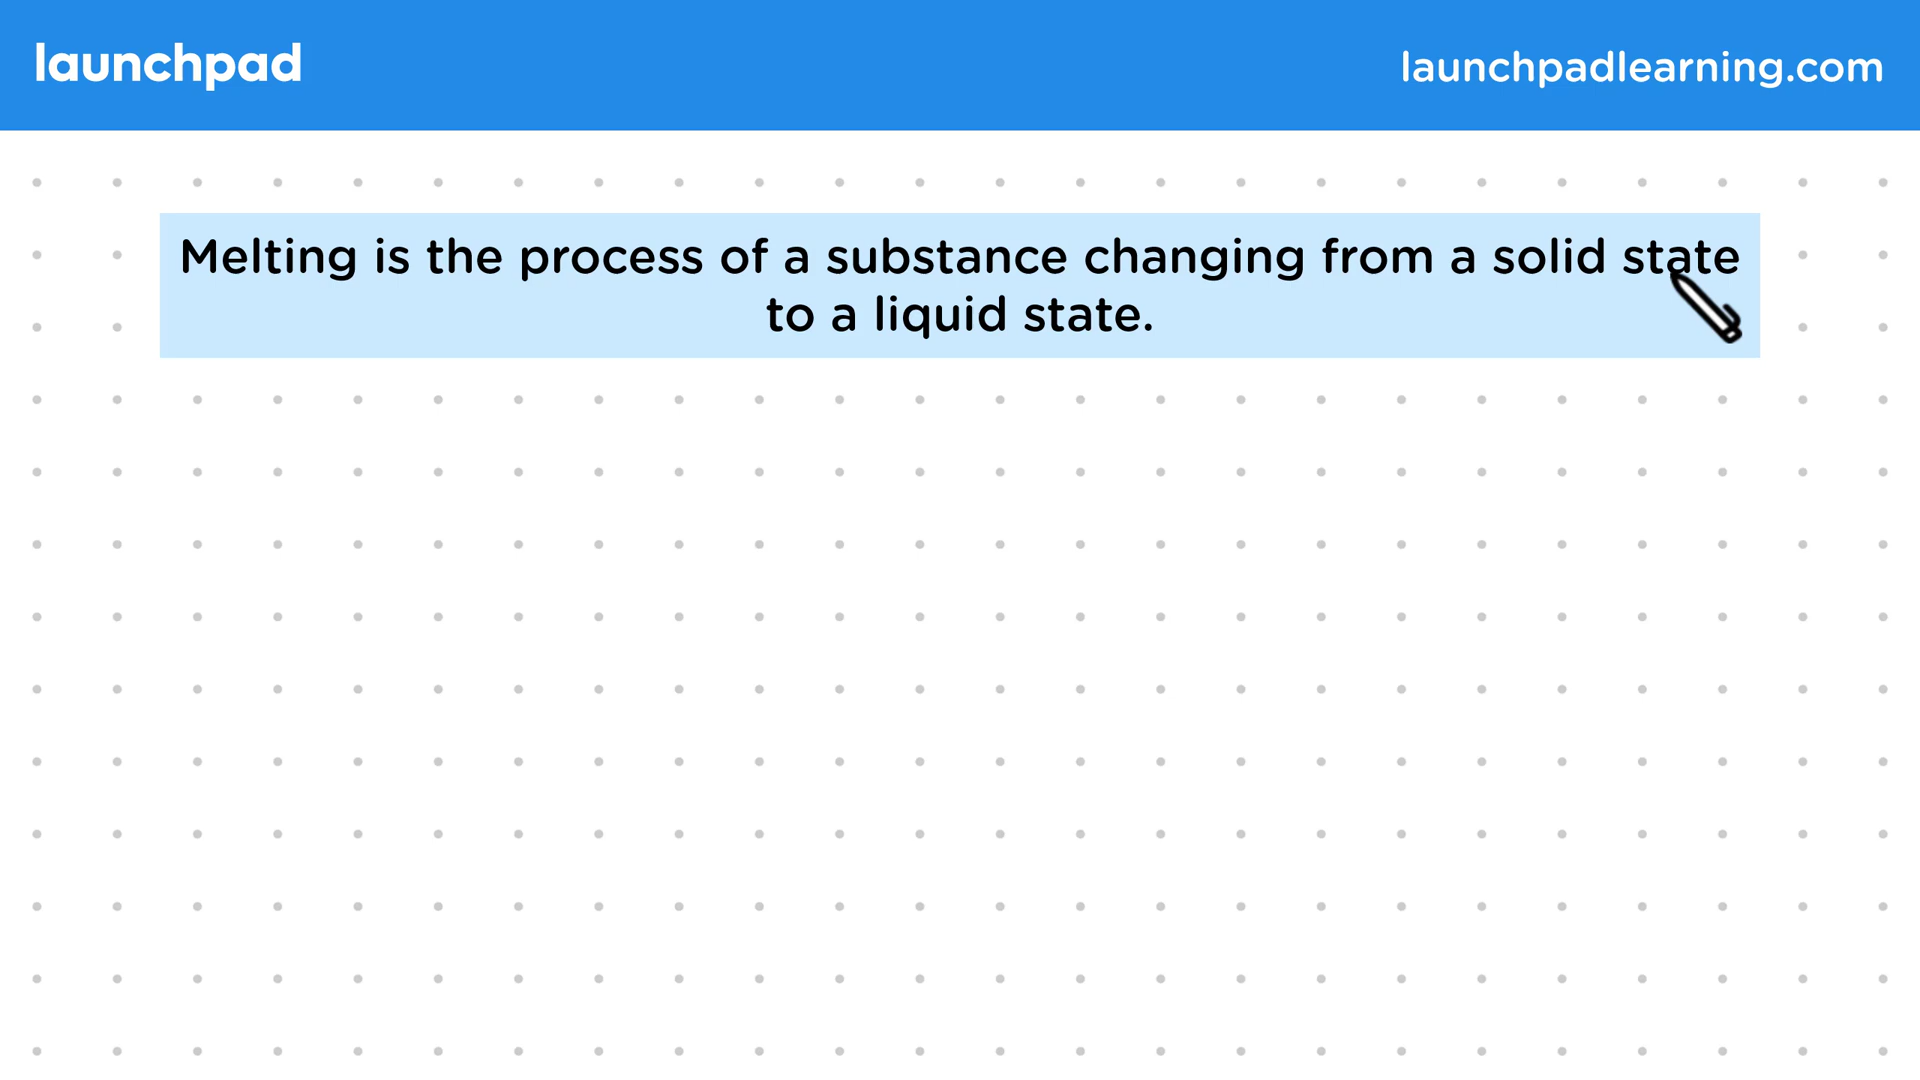 launchpad
launchpadlearning.com
Melting is the process of a substance changing from a solid state
to a liquid state.